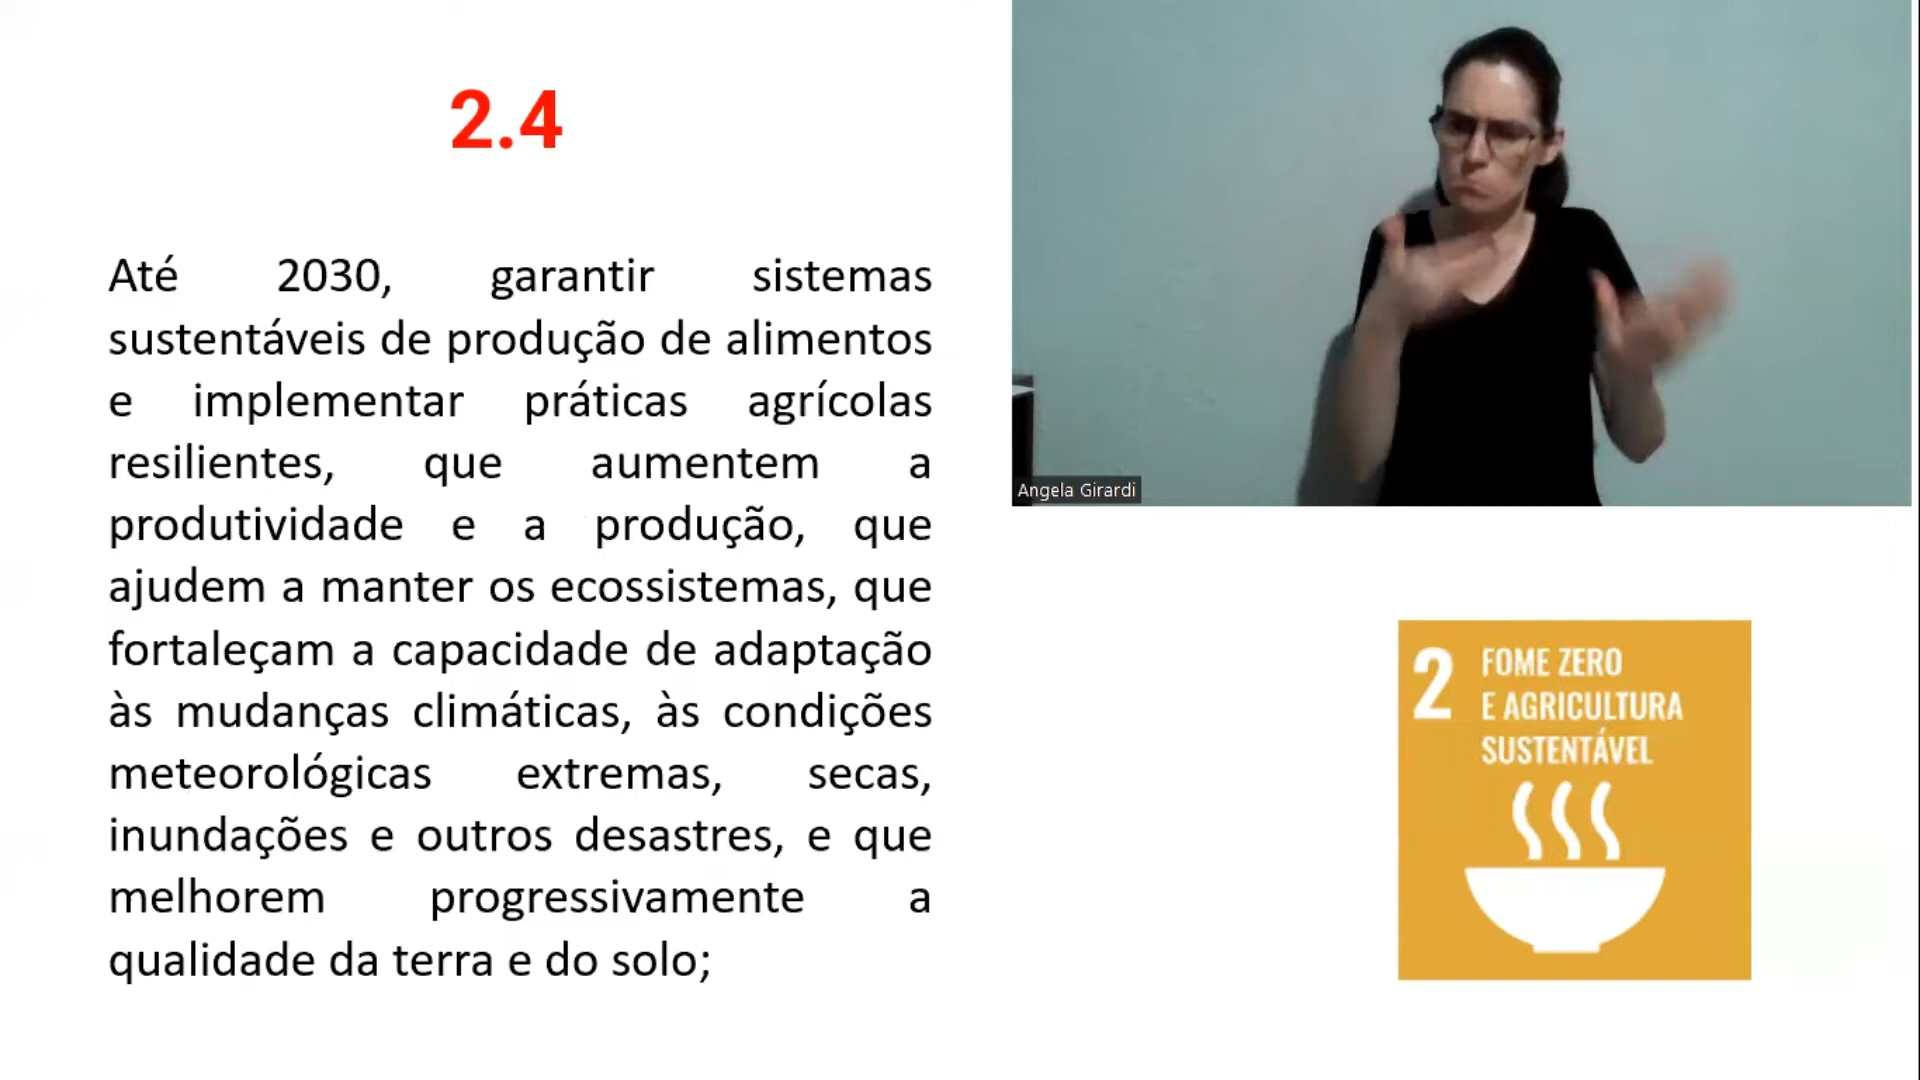 2.4
Até 2030, garantir sistemas
sustentáveis de produção de alimentos
e implementar práticas agrícolas
resilientes, que aumentem a
produtividade e a produção, que
ajudem a manter os ecossistemas, que
fortaleçam a capacidade de adaptação
às mudanças climáticas, às condições
meteorológicas extremas, secas,
inundações e outros desastres, e que
melhorem progressivamente a
qualidade da terra e do solo;
Angela Girardi
2 FOME ZERO
E AGRICULTURA
SUSTENTÁVEL